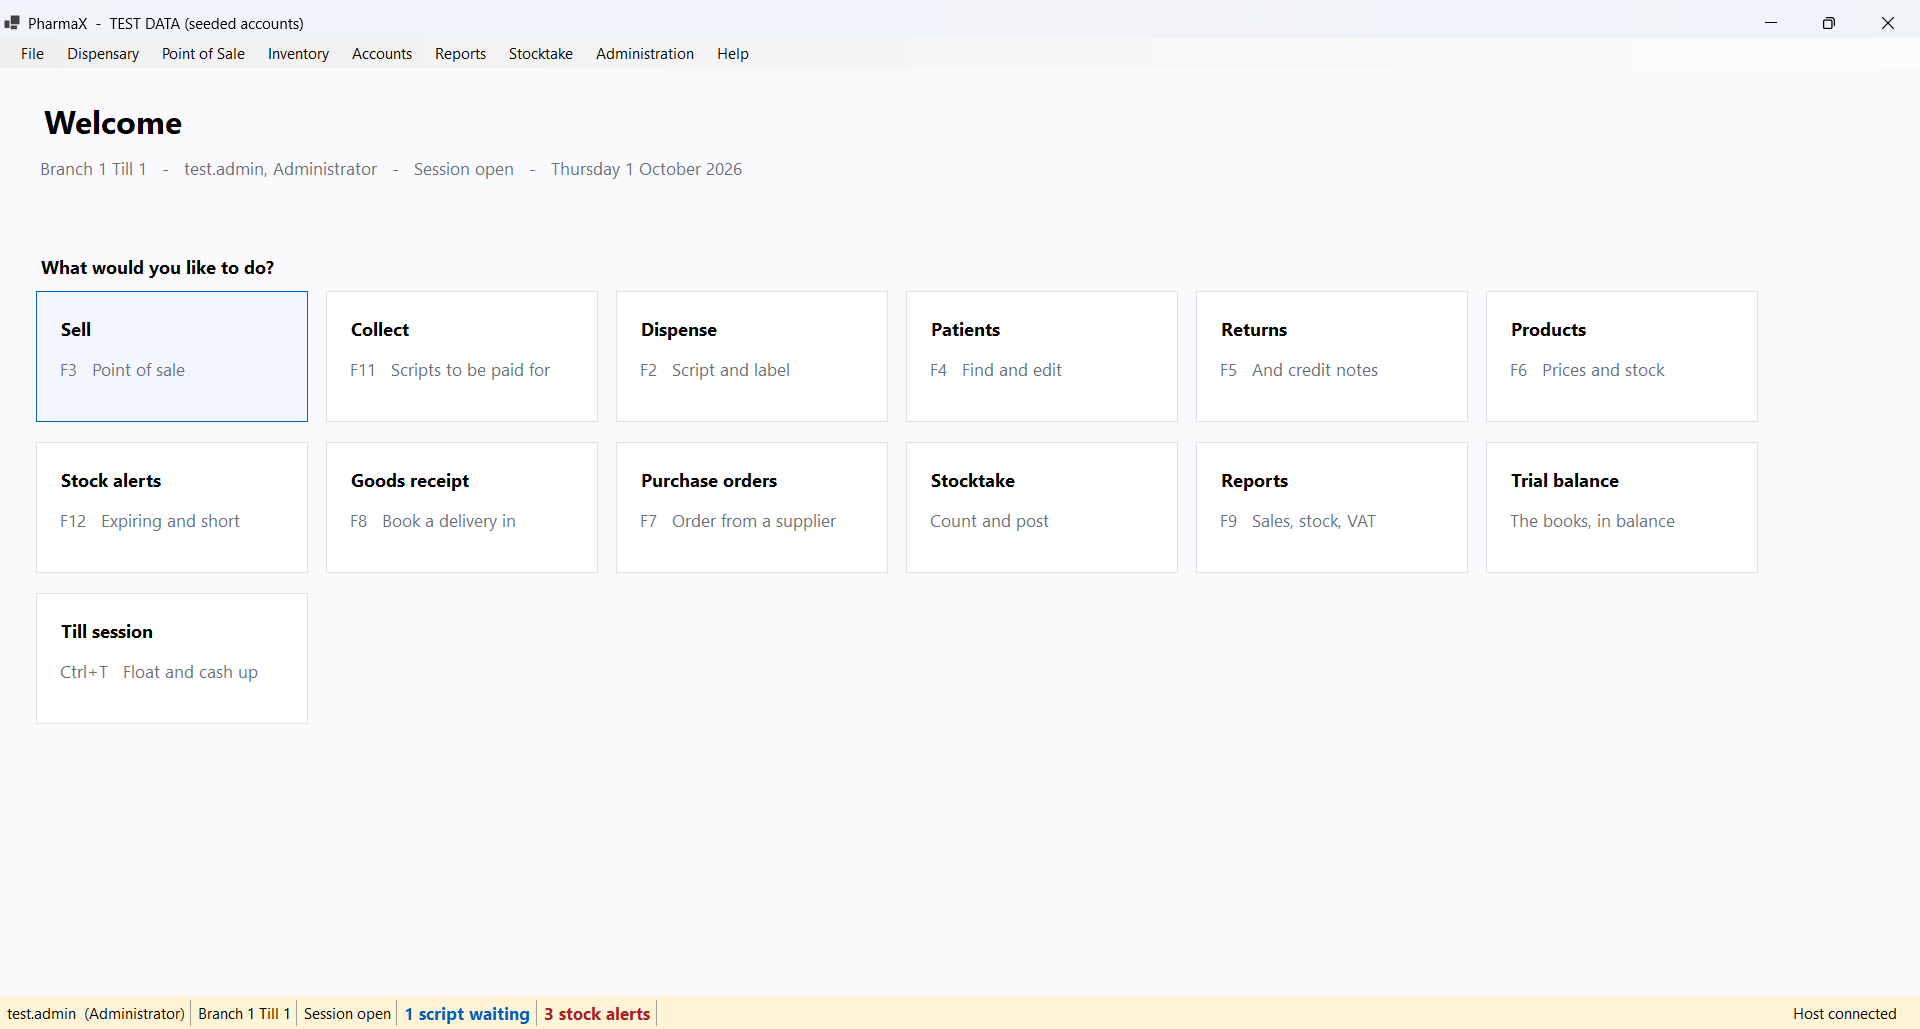 PharmaX - TEST DATA (seeded accounts)
File Dispensary Point of Sale Inventory Accounts Reports Stocktake Administration Help
Welcome
Branch 1 Till 1 - test.admin, Administrator - Session open - Thursday 1 October 2026
What would you like to do?
Sell
F3 Point of sale
Collect
F11 Scripts to be paid for
Dispense
F2 Script and label
Patients
F4 Find and edit
Returns
F5 And credit notes
Products
F6 Prices and stock
Stock alerts
F12 Expiring and short
Goods receipt
F8 Book a delivery in
Purchase orders
F7 Order from a supplier
Stocktake
Count and post
Reports
F9 Sales, stock, VAT
Trial balance
The books, in balance
Till session
Ctrl+T Float and cash up
test.admin (Administrator) Branch 1 Till 1 Session open 1 script waiting 3 stock alerts Host connected